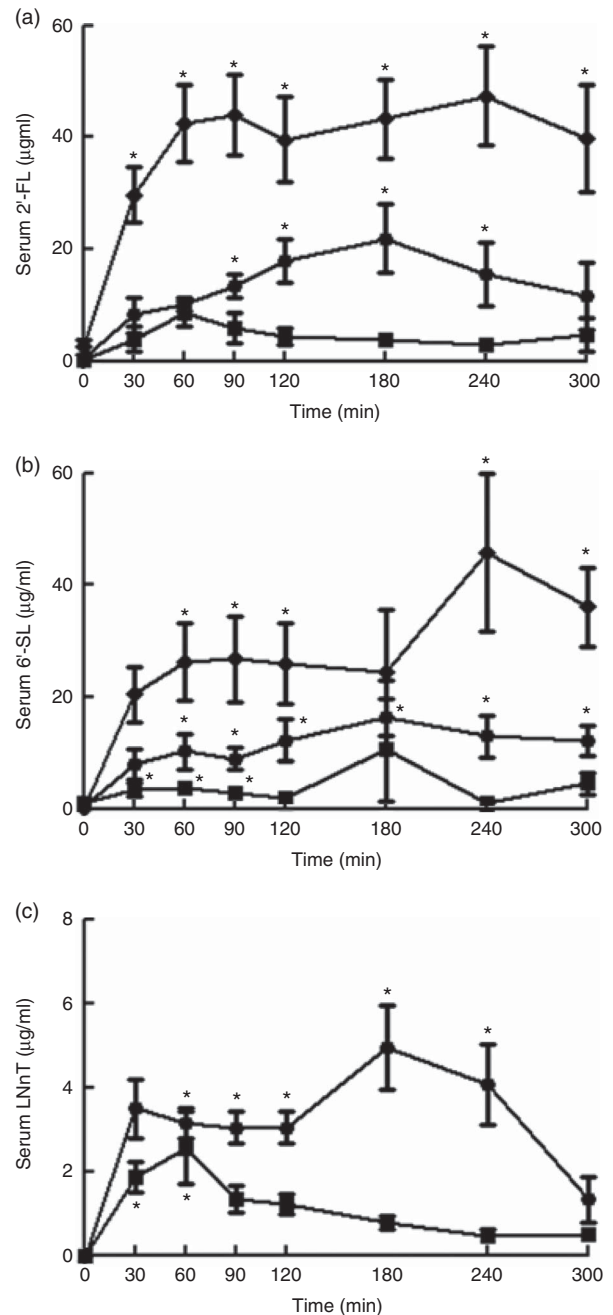 (a)
60
40
20
0
Serum 2'-FL (μgml)
* * * * * * *
* * * *
0 30 60 90 120 180 240 300
Time (min)
(b)
60
40
20
0
Serum 6'-SL (μg/ml)
* * * * *
* * * * * *
* * *
0 30 60 90 120 180 240 300
Time (min)
(c)
8
6
4
2
0
Serum LNnT (μg/ml)
* * * * *
* *
0 30 60 90 120 180 240 300
Time (min)